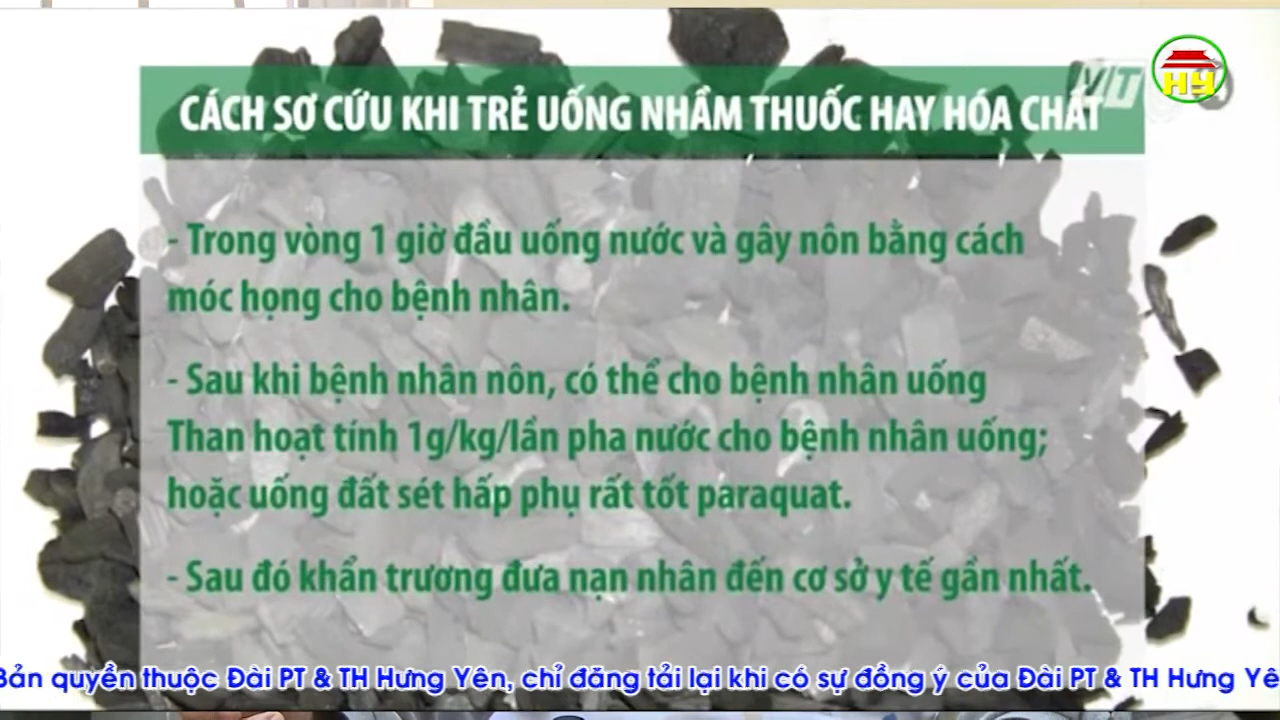 VT
HY
CÁCH SƠ CỨU KHI TRẺ UỐNG NHẦM THUỐC HAY HÓA CHẤT
- Trong vòng 1 giờ đầu uống nước và gây nôn bằng cách
móc họng cho bệnh nhân.
- Sau khi bệnh nhân nôn, có thể cho bệnh nhân uống
Than hoạt tính 1g/kg/lần pha nước cho bệnh nhân uống;
hoặc uống đất sét hấp phụ rất tốt paraquat.
- Sau đó khẩn trương đưa nạn nhân đến cơ sở y tế gần nhất.
Bản quyền thuộc Đài PT & TH Hưng Yên, chỉ đăng tải lại khi có sự đồng ý của Đài PT & TH Hưng Yê